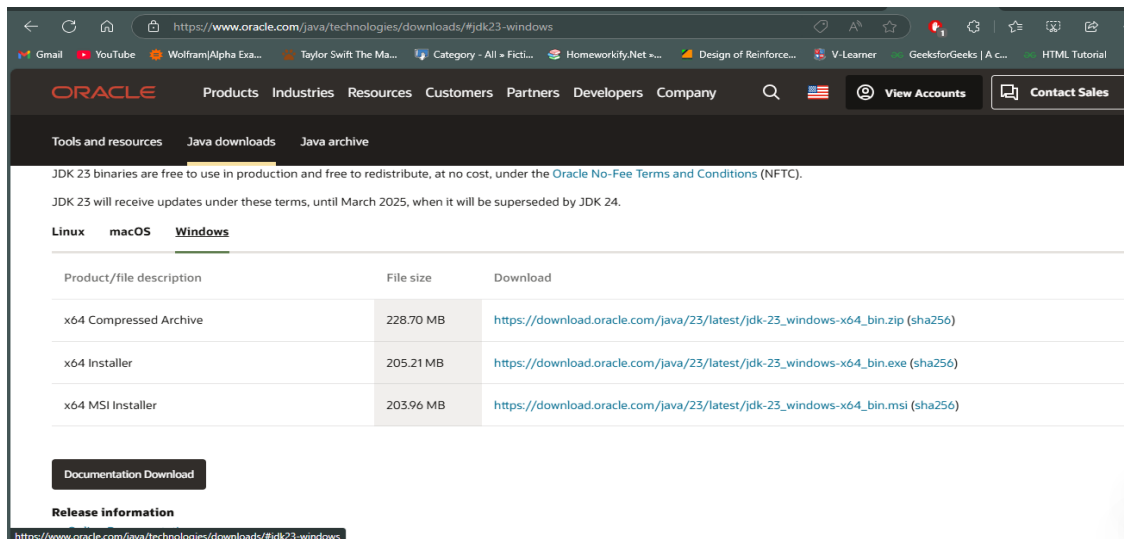 https://www.oracle.com/java/technologies/downloads/#jdk23-windows
Gmail YouTube Wolfram|Alpha Exa... Taylor Swift The Ma... Category - All » Ficti... Homeworkify.Net »... Design of Reinforce... V-Learner GeeksforGeeks | A c... HTML Tutorial
ORACLE Products Industries Resources Customers Partners Developers Company View Accounts Contact Sales
Tools and resources Java downloads Java archive
JDK 23 binaries are free to use in production and free to redistribute, at no cost, under the Oracle No-Fee Terms and Conditions (NFTC).
JDK 23 will receive updates under these terms, until March 2025, when it will be superseded by JDK 24.
Linux macOS Windows
Product/file description File size Download
x64 Compressed Archive 228.70 MB https://download.oracle.com/java/23/latest/jdk-23_windows-x64_bin.zip (sha256)
x64 Installer 205.21 MB https://download.oracle.com/java/23/latest/jdk-23_windows-x64_bin.exe (sha256)
x64 MSI Installer 203.96 MB https://download.oracle.com/java/23/latest/jdk-23_windows-x64_bin.msi (sha256)
Documentation Download
Release information
https://www.oracle.com/java/technologies/downloads/#jdk23-windows